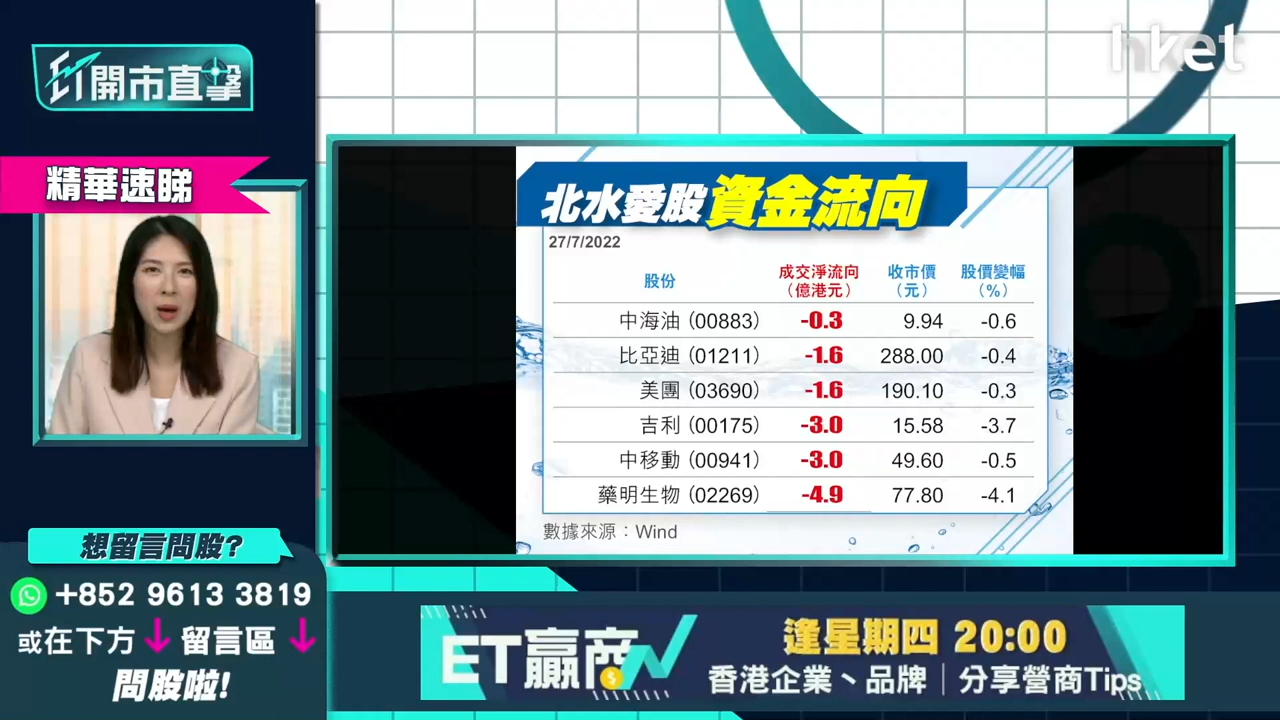 ET開市直擊
hket
精華速睇
北水愛股資金流向
27/7/2022
股份 成交淨流向（億港元） 收市價（元） 股價變幅（%）
中海油 (00883) -0.3 9.94 -0.6
比亞迪 (01211) -1.6 288.00 -0.4
美團 (03690) -1.6 190.10 -0.3
吉利 (00175) -3.0 15.58 -3.7
中移動 (00941) -3.0 49.60 -0.5
藥明生物 (02269) -4.9 77.80 -4.1
數據來源：Wind
想留言問股?
+852 9613 3819
或在下方↓留言區↓
問股啦!
ET贏商
逢星期四 20:00
香港企業、品牌｜分享營商Tips